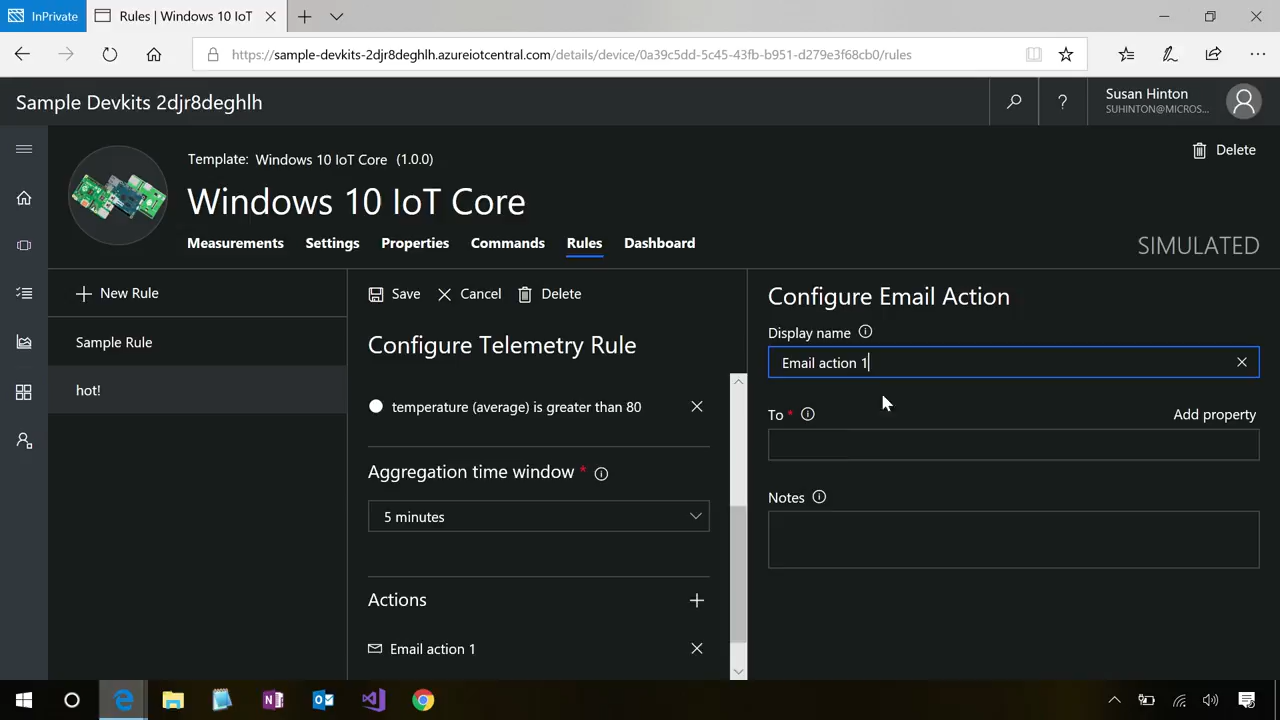 InPrivate
Rules | Windows 10 IoT
https://sample-devkits-2djr8deghlh.azureiotcentral.com/details/device/0a39c5dd-5c45-43fb-b951-d279e3f68cb0/rules
Sample Devkits 2djr8deghlh
?
Susan Hinton
SUHINTON@MICROS...
Template: Windows 10 IoT Core (1.0.0)
Delete
Windows 10 IoT Core
Measurements Settings Properties Commands Rules Dashboard
SIMULATED
New Rule
Sample Rule
hot!
Save Cancel Delete
Configure Telemetry Rule
temperature (average) is greater than 80
Aggregation time window *
5 minutes
Actions
Email action 1
Configure Email Action
Display name
Email action 1
To *
Add property
Notes